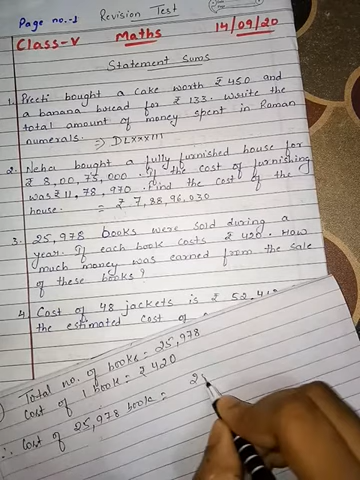 Page no.-1
Revision Test
Class-V Maths 14/09/20
Statement Sums
1. Preeti bought a cake worth ₹ 450 and
a banana bread for ₹ 133. Write the
total amount of money spent in Roman
numerals. ⇒ DLXXXIII
2. Neha bought a fully furnished house for
₹ 8,00,75,000. If the cost of furnishing
was ₹ 11,78,970. Find the cost of the
house. = ₹ 7,88,96,030
3. 25,978 books were sold during a
year. If each book costs ₹ 420. How
much money was earned from the sale
of these books?
4. Cost of 48 jackets is ₹ 52,
the estimated cost of
Total no. of books = 25,978
Cost of 1 book = ₹ 420
∴ Cost of 25,978 book = 2